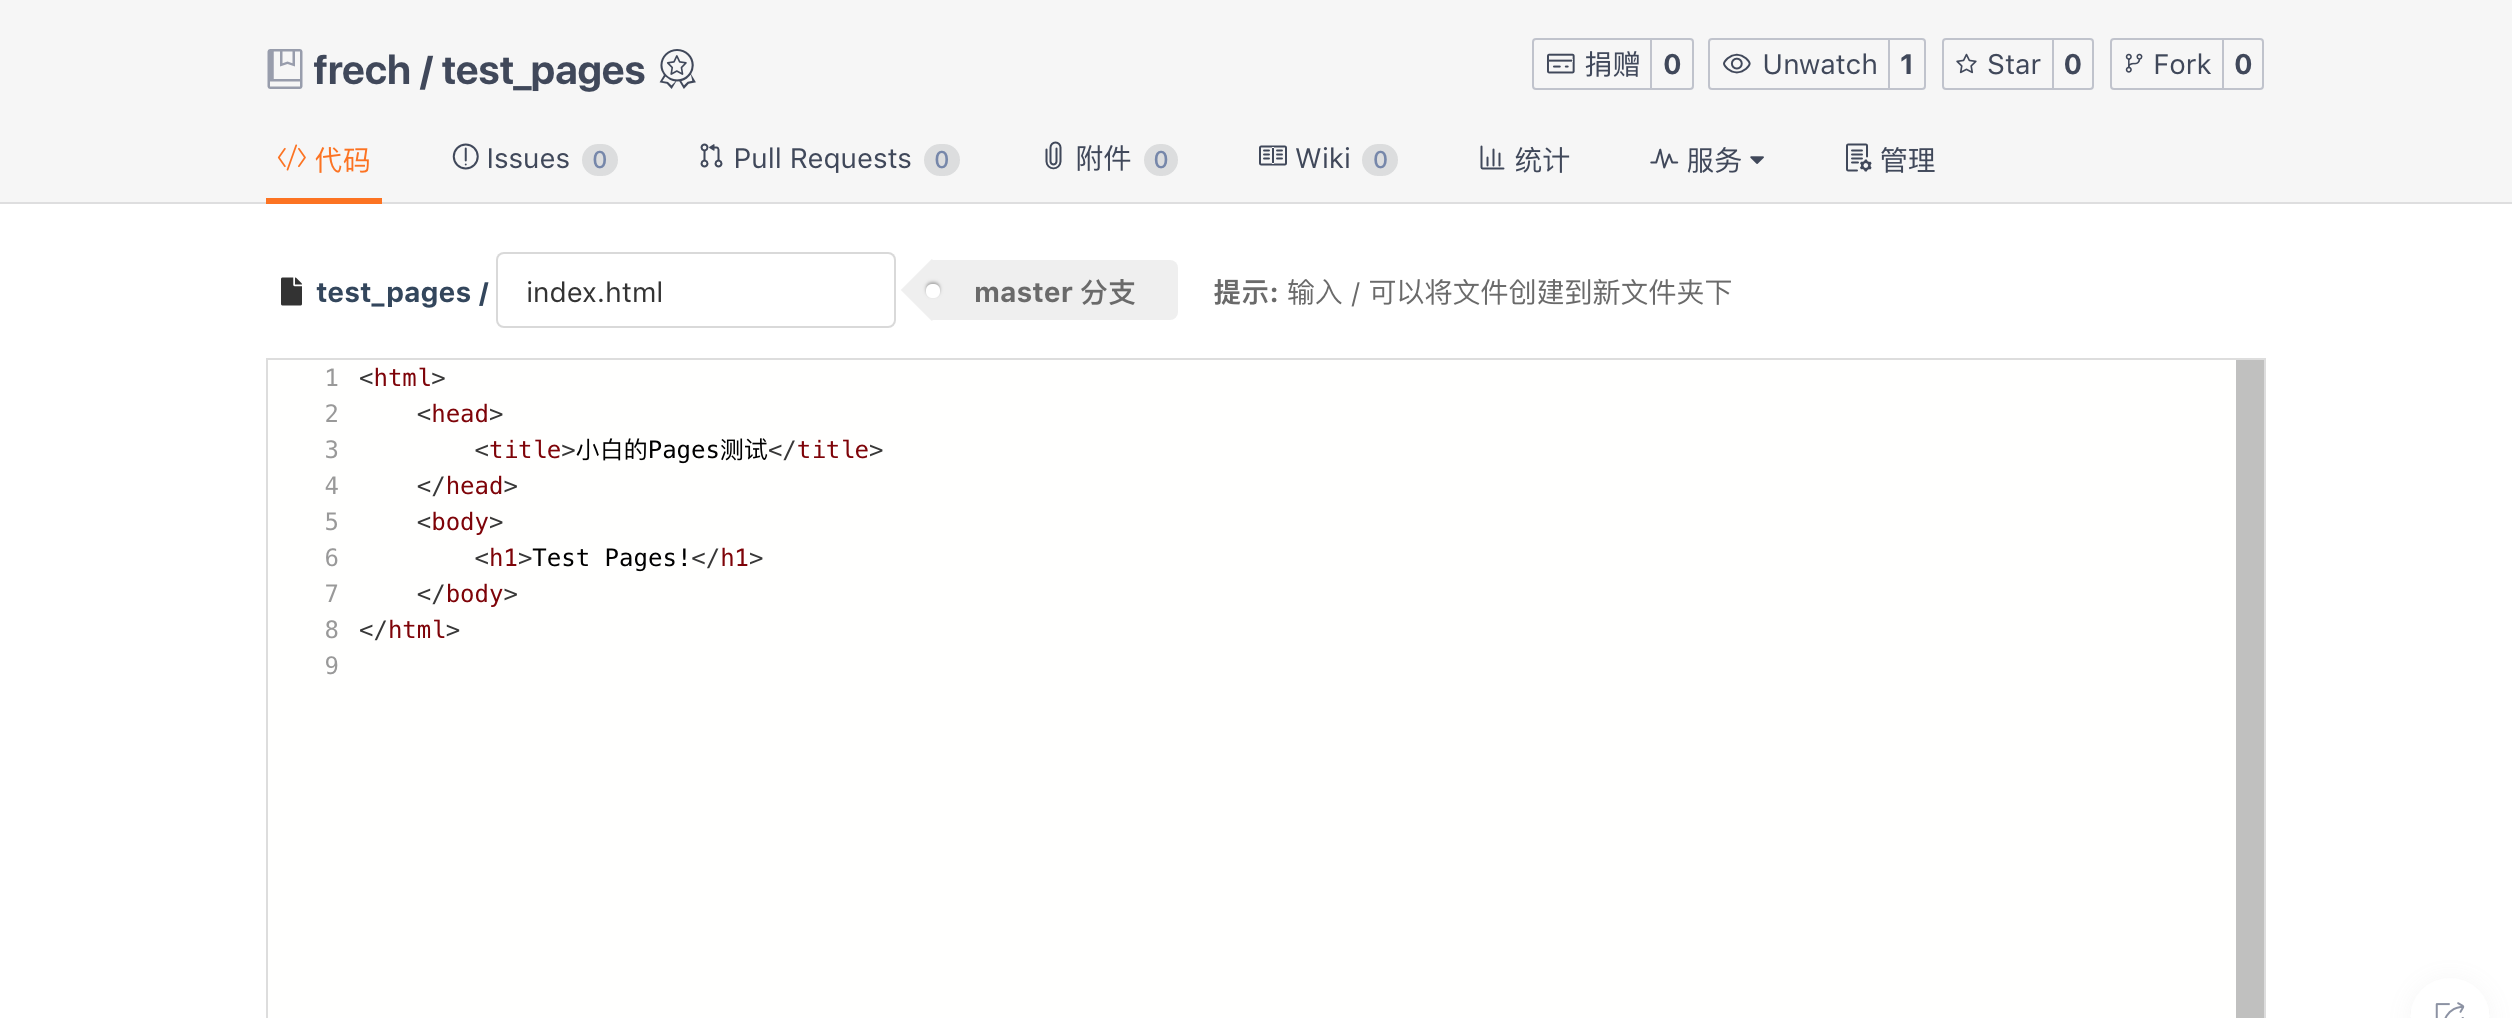 frech / test_pages
捐赠 0 Unwatch 1 Star 0 Fork 0
代码 Issues 0 Pull Requests 0 附件 0 Wiki 0 统计 服务 管理
test_pages / index.html master 分支 提示: 输入 / 可以将文件创建到新文件夹下
1 <html>
2     <head>
3         <title>小白的Pages测试</title>
4     </head>
5     <body>
6         <h1>Test Pages!</h1>
7     </body>
8 </html>
9